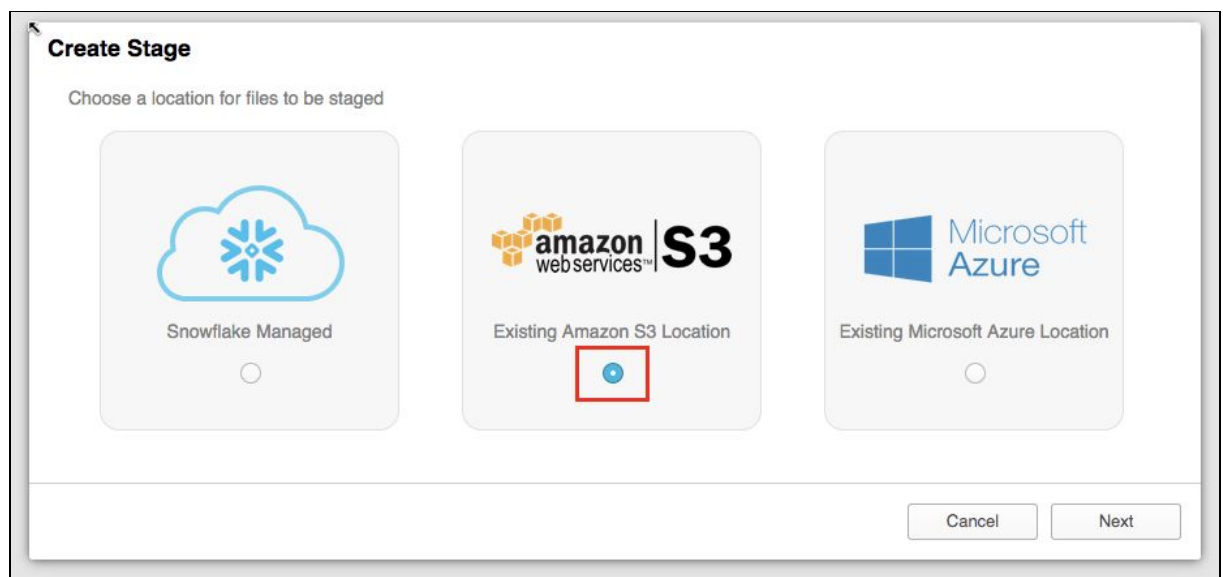 Create Stage
Choose a location for files to be staged
Snowflake Managed
amazon
web services™
S3
Existing Amazon S3 Location
Microsoft
Azure
Existing Microsoft Azure Location
Cancel
Next